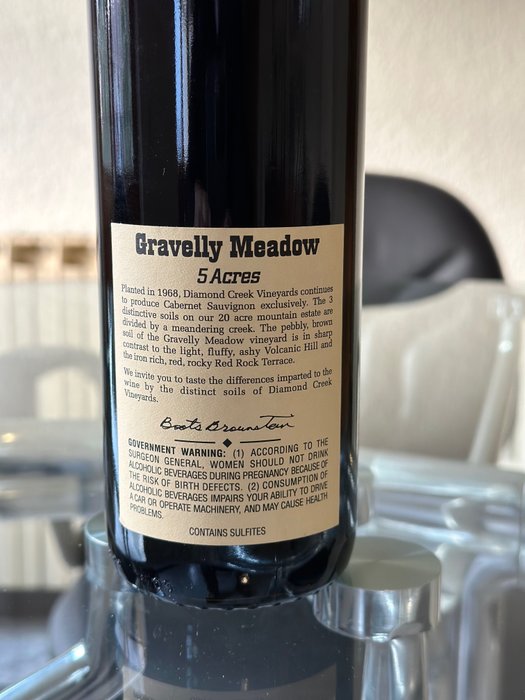 Gravelly Meadow
5 Acres
Planted in 1968, Diamond Creek Vineyards continues
to produce Cabernet Sauvignon exclusively. The 3
distinctive soils on our 20 acre mountain estate are
divided by a meandering creek. The pebbly, brown
soil of the Gravelly Meadow vineyard is in sharp
contrast to the light, fluffy, ashy Volcanic Hill and
the iron rich, red, rocky Red Rock Terrace.
We invite you to taste the differences imparted to the
wine by the distinct soils of Diamond Creek
Vineyards.
Boots Brounstein
GOVERNMENT WARNING: (1) ACCORDING TO THE
SURGEON GENERAL, WOMEN SHOULD NOT DRINK
ALCOHOLIC BEVERAGES DURING PREGNANCY BECAUSE OF
THE RISK OF BIRTH DEFECTS. (2) CONSUMPTION OF
ALCOHOLIC BEVERAGES IMPAIRS YOUR ABILITY TO DRIVE
A CAR OR OPERATE MACHINERY, AND MAY CAUSE HEALTH
PROBLEMS.
CONTAINS SULFITES